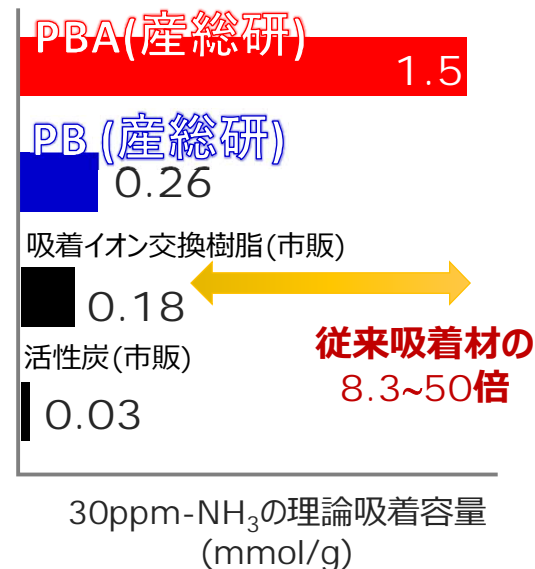 PBA(産総研)
1.5
PB (産総研)
0.26
吸着イオン交換樹脂(市販)
0.18
活性炭(市販)
従来吸着材の
8.3~50倍
0.03
30ppm-NH₃の理論吸着容量
(mmol/g)